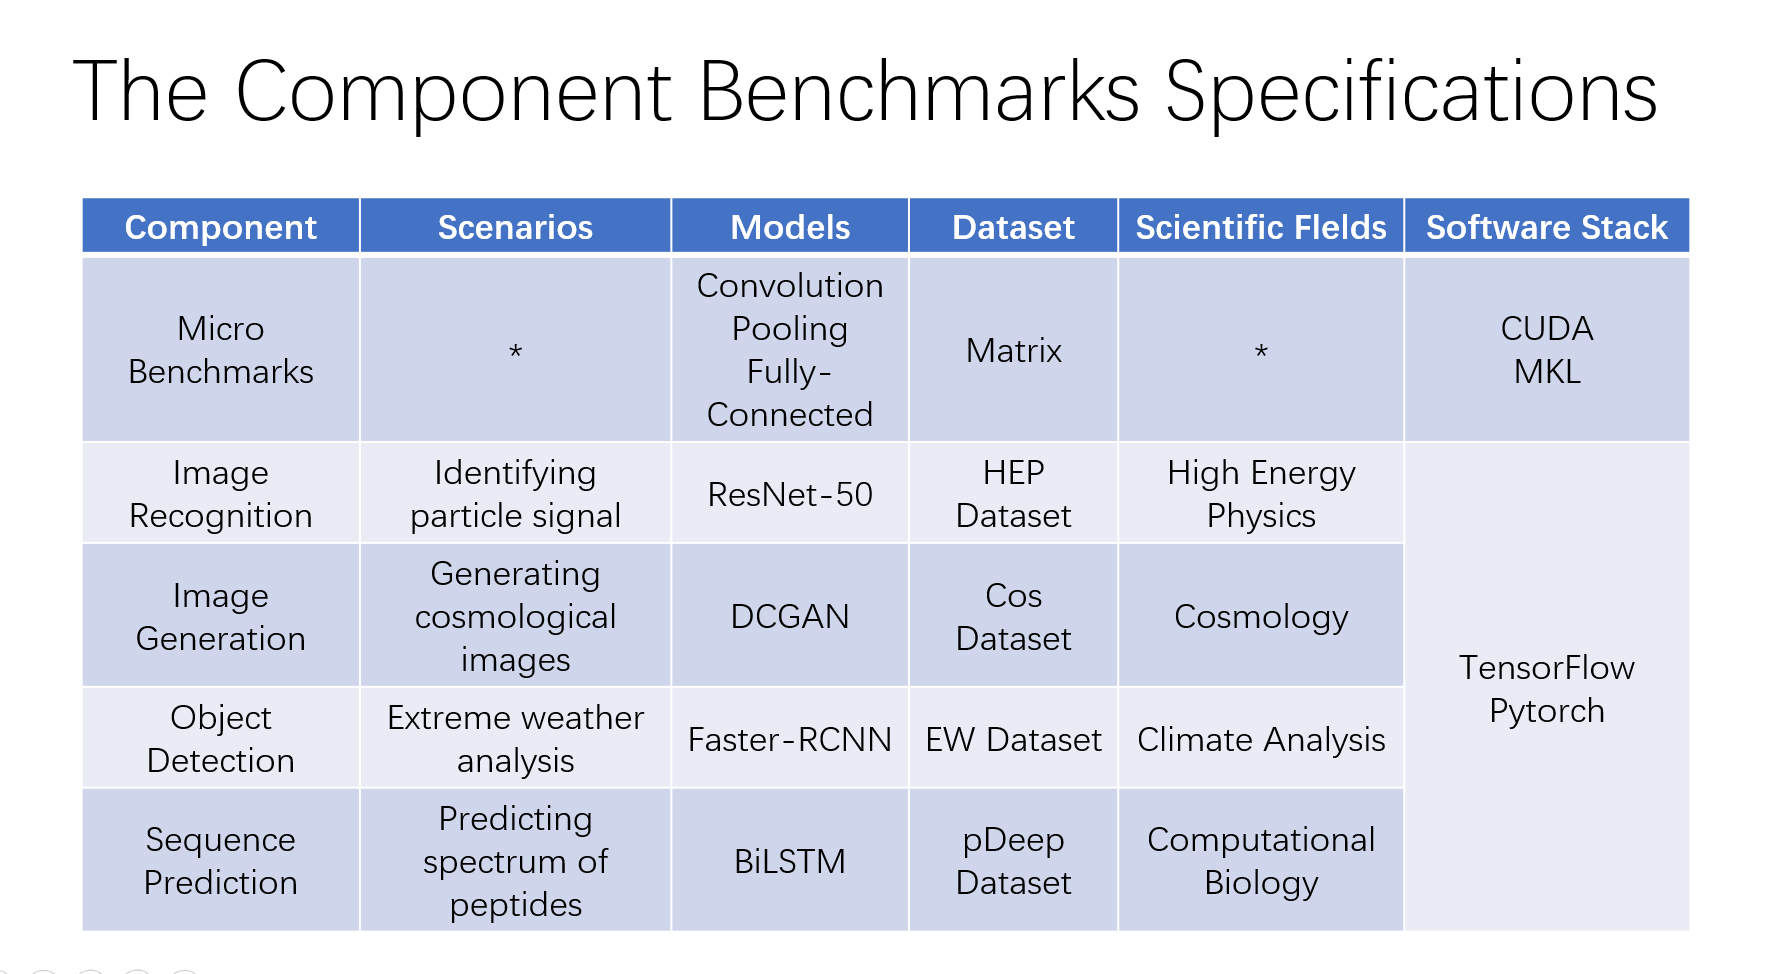 The Component Benchmarks Specifications
Component Scenarios Models Dataset Scientific FIelds Software Stack
Micro
Benchmarks
*
Convolution
Pooling
Fully-
Connected
Matrix
*
CUDA
MKL
Image
Recognition
Identifying
particle signal
ResNet-50
HEP
Dataset
High Energy
Physics
TensorFlow
Pytorch
Image
Generation
Generating
cosmological
images
DCGAN
Cos
Dataset
Cosmology
Object
Detection
Extreme weather
analysis
Faster-RCNN
EW Dataset
Climate Analysis
Sequence
Prediction
Predicting
spectrum of
peptides
BiLSTM
pDeep
Dataset
Computational
Biology